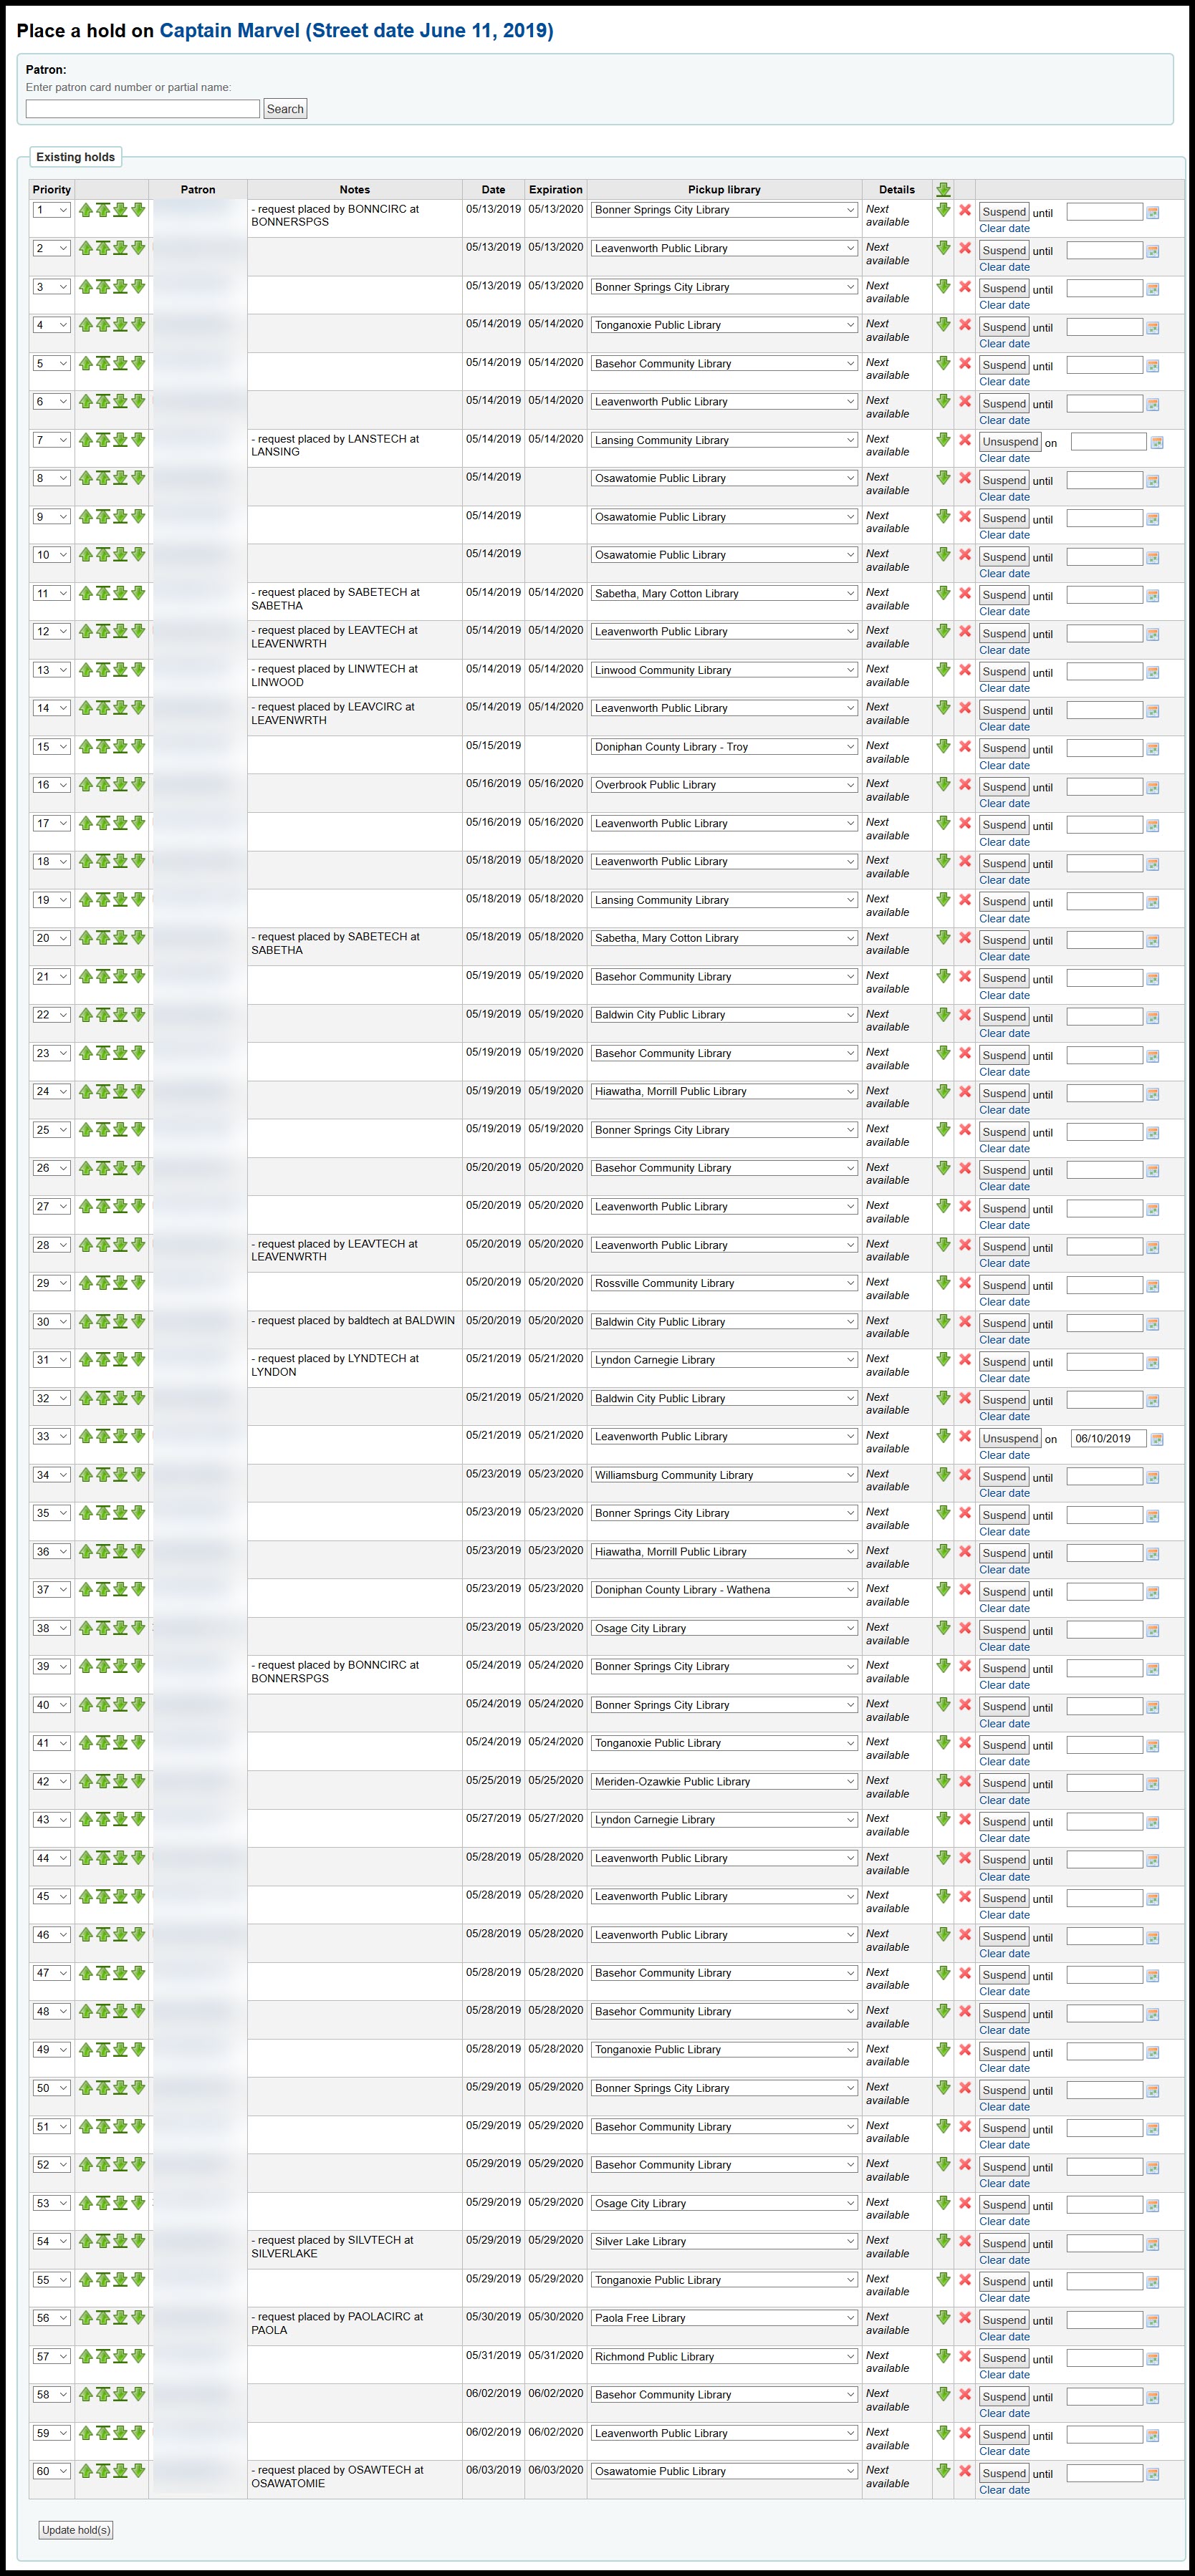 Place a hold on Captain Marvel (Street date June 11, 2019)
Patron:
Enter patron card number or partial name:
Search
Existing holds
Priority Patron Notes Date Expiration Pickup library Details
1 - request placed by BONNCIRC at 05/13/2019 05/13/2020 Bonner Springs City Library Next Suspend until
BONNERSPGS available Clear date
2 05/13/2019 05/13/2020 Leavenworth Public Library Next Suspend until
available Clear date
3 05/13/2019 05/13/2020 Bonner Springs City Library Next Suspend until
available Clear date
4 05/14/2019 05/14/2020 Tonganoxie Public Library Next Suspend until
available Clear date
5 05/14/2019 05/14/2020 Basehor Community Library Next Suspend until
available Clear date
6 05/14/2019 05/14/2020 Leavenworth Public Library Next Suspend until
available Clear date
7 - request placed by LANSTECH at 05/14/2019 05/14/2020 Lansing Community Library Next Unsuspend on
LANSING available Clear date
8 05/14/2019 Osawatomie Public Library Next Suspend until
available Clear date
9 05/14/2019 Osawatomie Public Library Next Suspend until
available Clear date
10 05/14/2019 Osawatomie Public Library Next Suspend until
available Clear date
11 - request placed by SABETECH at 05/14/2019 05/14/2020 Sabetha, Mary Cotton Library Next Suspend until
SABETHA available Clear date
12 - request placed by LEAVTECH at 05/14/2019 05/14/2020 Leavenworth Public Library Next Suspend until
LEAVENWRTH available Clear date
13 - request placed by LINWTECH at 05/14/2019 05/14/2020 Linwood Community Library Next Suspend until
LINWOOD available Clear date
14 - request placed by LEAVCIRC at 05/14/2019 05/14/2020 Leavenworth Public Library Next Suspend until
LEAVENWRTH available Clear date
15 05/15/2019 Doniphan County Library - Troy Next Suspend until
available Clear date
16 05/16/2019 05/16/2020 Overbrook Public Library Next Suspend until
available Clear date
17 05/16/2019 05/16/2020 Leavenworth Public Library Next Suspend until
available Clear date
18 05/18/2019 05/18/2020 Leavenworth Public Library Next Suspend until
available Clear date
19 05/18/2019 05/18/2020 Lansing Community Library Next Suspend until
available Clear date
20 - request placed by SABETECH at 05/18/2019 05/18/2020 Sabetha, Mary Cotton Library Next Suspend until
SABETHA available Clear date
21 05/19/2019 05/19/2020 Basehor Community Library Next Suspend until
available Clear date
22 05/19/2019 05/19/2020 Baldwin City Public Library Next Suspend until
available Clear date
23 05/19/2019 05/19/2020 Basehor Community Library Next Suspend until
available Clear date
24 05/19/2019 05/19/2020 Hiawatha, Morrill Public Library Next Suspend until
available Clear date
25 05/19/2019 05/19/2020 Bonner Springs City Library Next Suspend until
available Clear date
26 05/20/2019 05/20/2020 Basehor Community Library Next Suspend until
available Clear date
27 05/20/2019 05/20/2020 Leavenworth Public Library Next Suspend until
available Clear date
28 - request placed by LEAVTECH at 05/20/2019 05/20/2020 Leavenworth Public Library Next Suspend until
LEAVENWRTH available Clear date
29 05/20/2019 05/20/2020 Rossville Community Library Next Suspend until
available Clear date
30 - request placed by baldtech at BALDWIN 05/20/2019 05/20/2020 Baldwin City Public Library Next Suspend until
available Clear date
31 - request placed by LYNDTECH at 05/21/2019 05/21/2020 Lyndon Carnegie Library Next Suspend until
LYNDON available Clear date
32 05/21/2019 05/21/2020 Baldwin City Public Library Next Suspend until
available Clear date
33 05/21/2019 05/21/2020 Leavenworth Public Library Next Unsuspend on 06/10/2019
available Clear date
34 05/23/2019 05/23/2020 Williamsburg Community Library Next Suspend until
available Clear date
35 05/23/2019 05/23/2020 Bonner Springs City Library Next Suspend until
available Clear date
36 05/23/2019 05/23/2020 Hiawatha, Morrill Public Library Next Suspend until
available Clear date
37 05/23/2019 05/23/2020 Doniphan County Library - Wathena Next Suspend until
available Clear date
38 05/23/2019 05/23/2020 Osage City Library Next Suspend until
available Clear date
39 - request placed by BONNCIRC at 05/24/2019 05/24/2020 Bonner Springs City Library Next Suspend until
BONNERSPGS available Clear date
40 05/24/2019 05/24/2020 Bonner Springs City Library Next Suspend until
available Clear date
41 05/24/2019 05/24/2020 Tonganoxie Public Library Next Suspend until
available Clear date
42 05/25/2019 05/25/2020 Meriden-Ozawkie Public Library Next Suspend until
available Clear date
43 05/27/2019 05/27/2020 Lyndon Carnegie Library Next Suspend until
available Clear date
44 05/28/2019 05/28/2020 Leavenworth Public Library Next Suspend until
available Clear date
45 05/28/2019 05/28/2020 Leavenworth Public Library Next Suspend until
available Clear date
46 05/28/2019 05/28/2020 Leavenworth Public Library Next Suspend until
available Clear date
47 05/28/2019 05/28/2020 Basehor Community Library Next Suspend until
available Clear date
48 05/28/2019 05/28/2020 Basehor Community Library Next Suspend until
available Clear date
49 05/28/2019 05/28/2020 Tonganoxie Public Library Next Suspend until
available Clear date
50 05/29/2019 05/29/2020 Bonner Springs City Library Next Suspend until
available Clear date
51 05/29/2019 05/29/2020 Basehor Community Library Next Suspend until
available Clear date
52 05/29/2019 05/29/2020 Basehor Community Library Next Suspend until
available Clear date
53 05/29/2019 05/29/2020 Osage City Library Next Suspend until
available Clear date
54 - request placed by SILVTECH at 05/29/2019 05/29/2020 Silver Lake Library Next Suspend until
SILVERLAKE available Clear date
55 05/29/2019 05/29/2020 Tonganoxie Public Library Next Suspend until
available Clear date
56 - request placed by PAOLACIRC at 05/30/2019 05/30/2020 Paola Free Library Next Suspend until
PAOLA available Clear date
57 05/31/2019 05/31/2020 Richmond Public Library Next Suspend until
available Clear date
58 06/02/2019 06/02/2020 Basehor Community Library Next Suspend until
available Clear date
59 06/02/2019 06/02/2020 Leavenworth Public Library Next Suspend until
available Clear date
60 - request placed by OSAWTECH at 06/03/2019 06/03/2020 Osawatomie Public Library Next Suspend until
OSAWATOMIE available Clear date
Update hold(s)